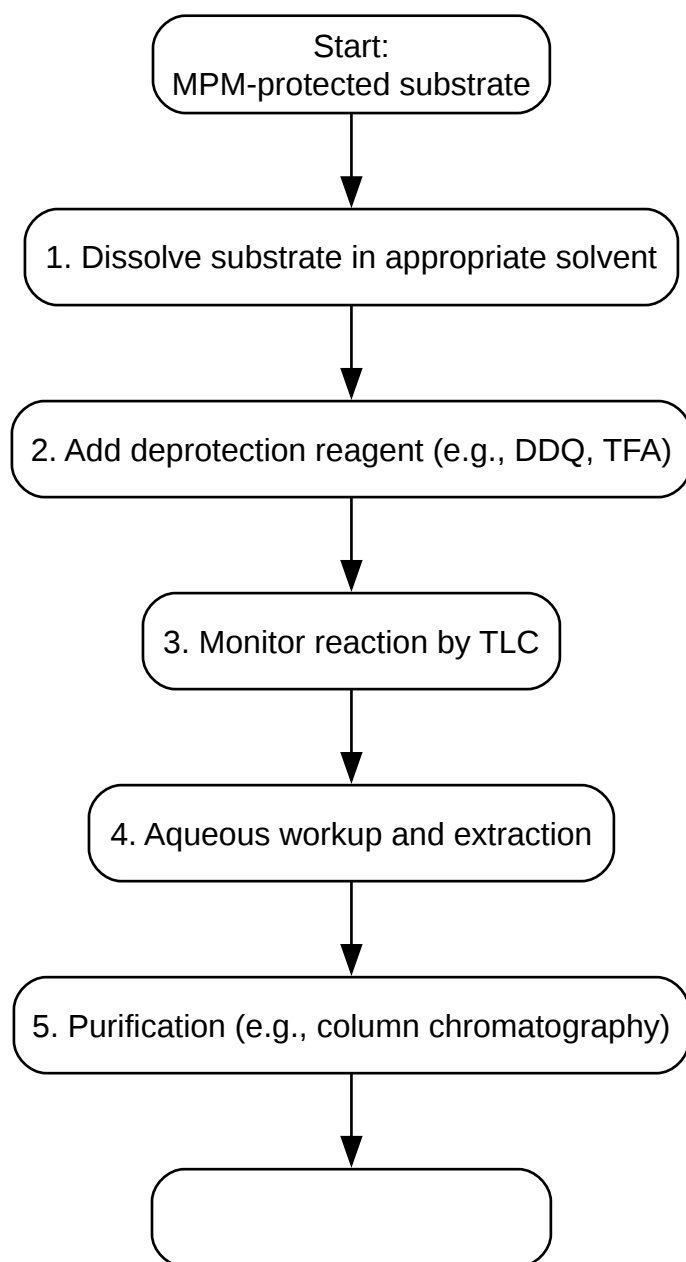 Start:
MPM-protected substrate
1. Dissolve substrate in appropriate solvent
2. Add deprotection reagent (e.g., DDQ, TFA)
3. Monitor reaction by TLC
4. Aqueous workup and extraction
5. Purification (e.g., column chromatography)